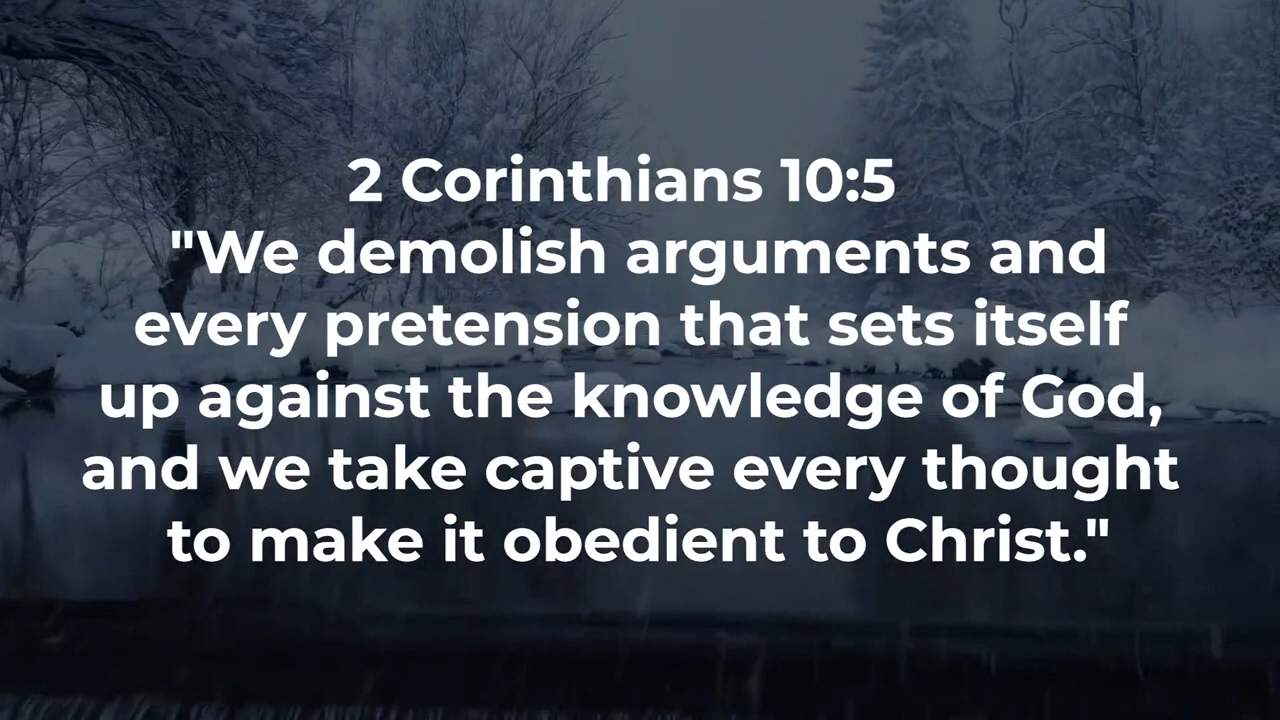 2 Corinthians 10:5
"We demolish arguments and
every pretension that sets itself
up against the knowledge of God,
and we take captive every thought
to make it obedient to Christ."